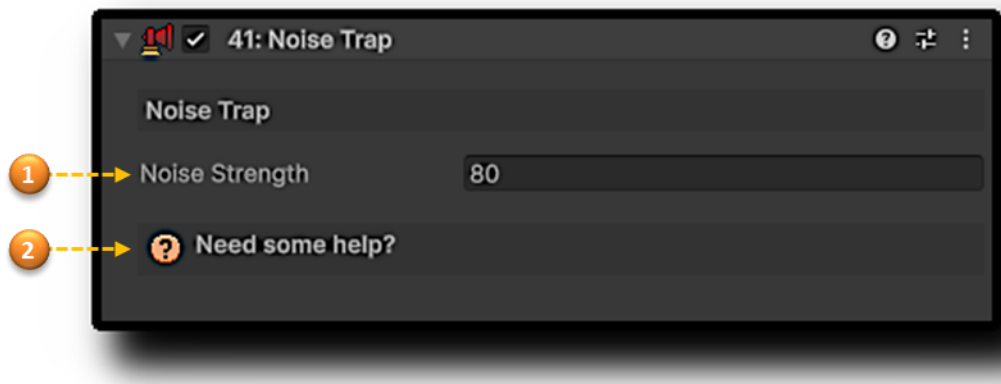 41: Noise Trap
Noise Trap
1 Noise Strength 80
2 Need some help?